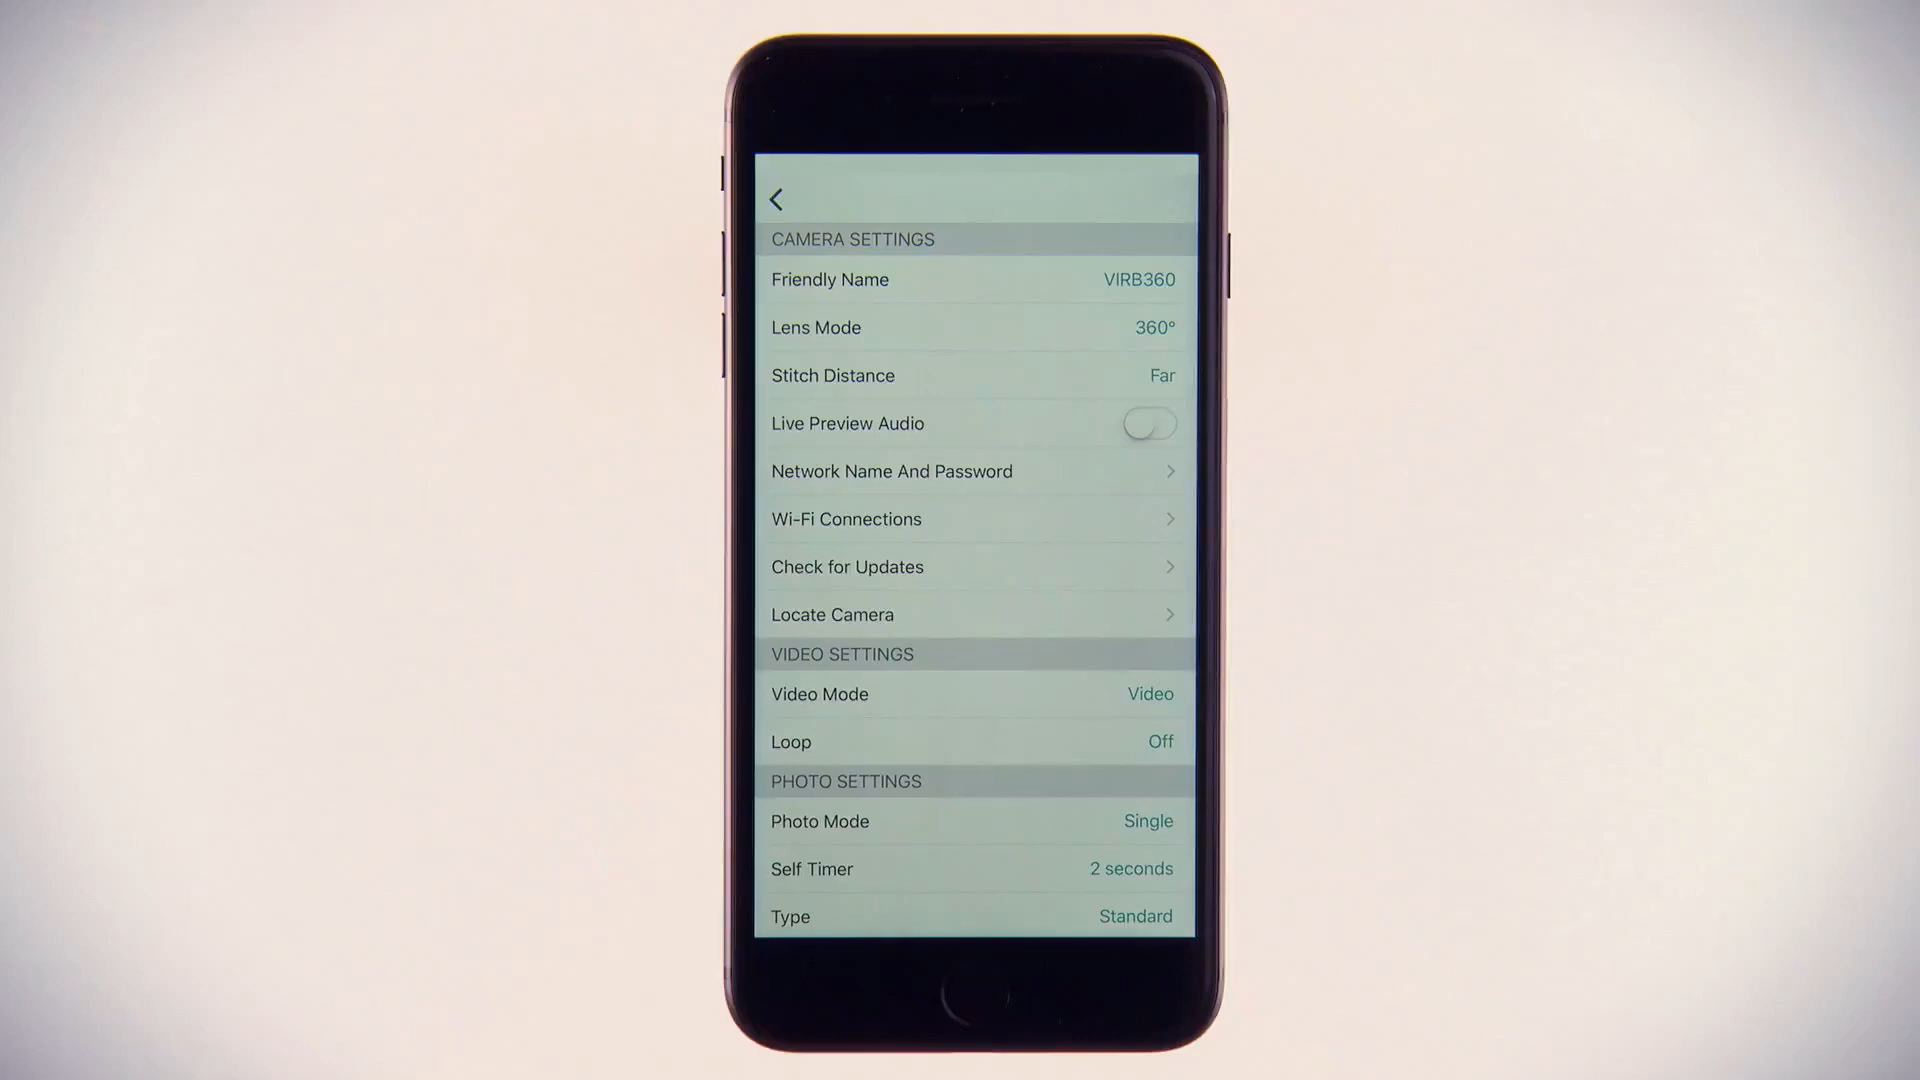 CAMERA SETTINGS
Friendly Name VIRB360
Lens Mode 360°
Stitch Distance Far
Live Preview Audio
Network Name And Password
Wi-Fi Connections
Check for Updates
Locate Camera
VIDEO SETTINGS
Video Mode Video
Loop Off
PHOTO SETTINGS
Photo Mode Single
Self Timer 2 seconds
Type Standard